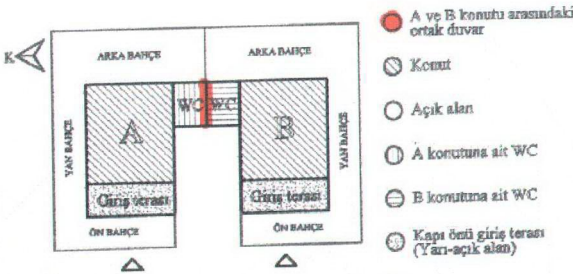 K
ARKA BAHÇE
ARKA BAHÇE
YAN BAHÇE
WC
WC
A
B
YAN BAHÇE
Giriş terası
Giriş terası
ÖN BAHÇE
ÖN BAHÇE
A ve B konutu arasındaki
ortak duvar
Konut
Açık alan
A konutuna ait WC
B konutuna ait WC
Kapı önü giriş terası
(Yarı-açık alan)